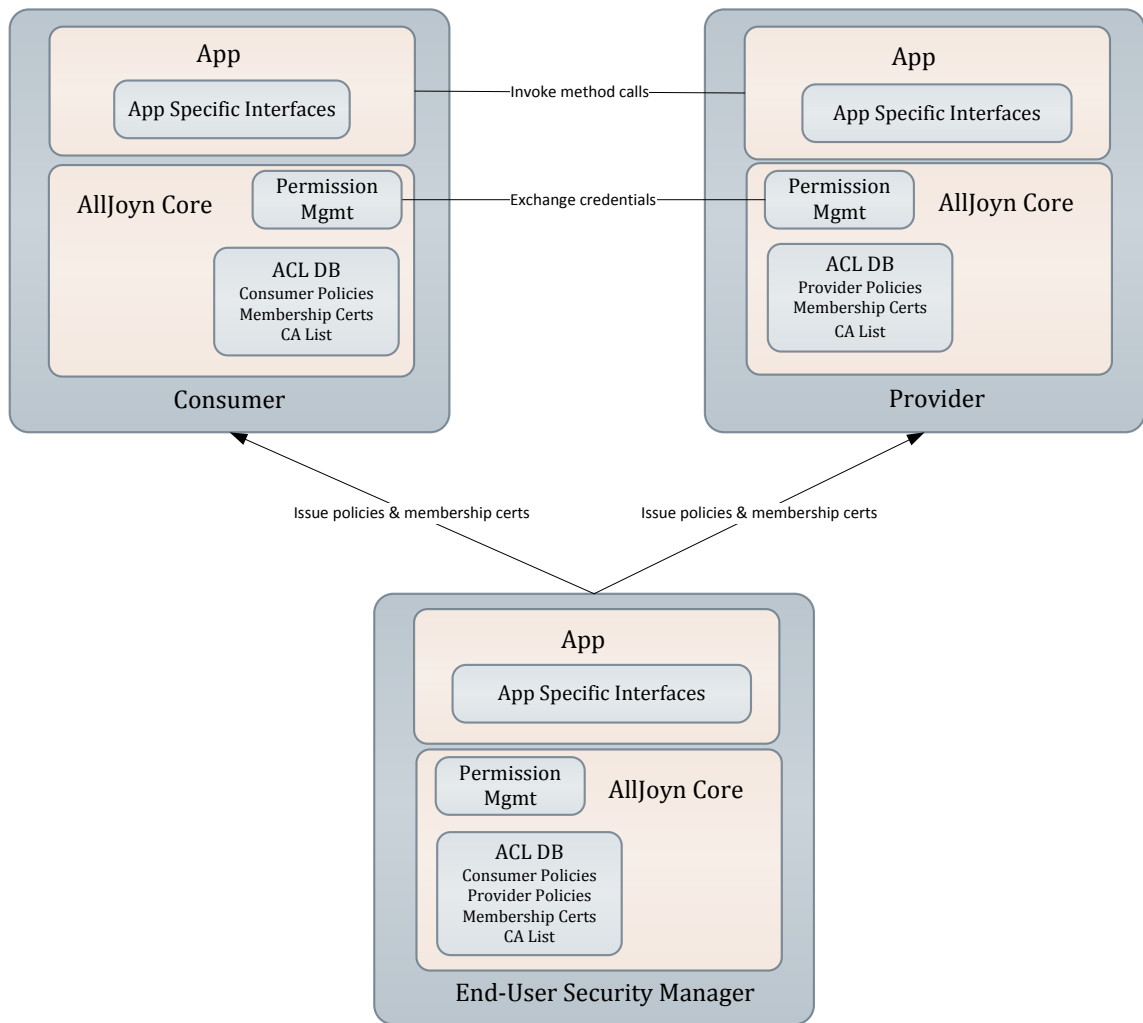 App
App Specific Interfaces
AllJoyn Core
Permission
Mgmt
ACL DB
Consumer Policies
Membership Certs
CA List
Consumer
Invoke method calls
Exchange credentials
App
App Specific Interfaces
Permission
Mgmt
AllJoyn Core
ACL DB
Provider Policies
Membership Certs
CA List
Provider
Issue policies & membership certs
Issue policies & membership certs
App
App Specific Interfaces
Permission
Mgmt
AllJoyn Core
ACL DB
Consumer Policies
Provider Policies
Membership Certs
CA List
End-User Security Manager